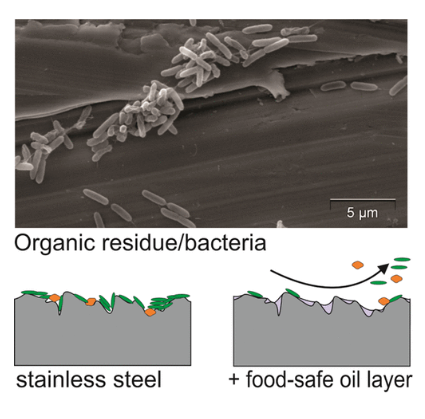 5 µm
Organic residue/bacteria
stainless steel
+ food-safe oil layer